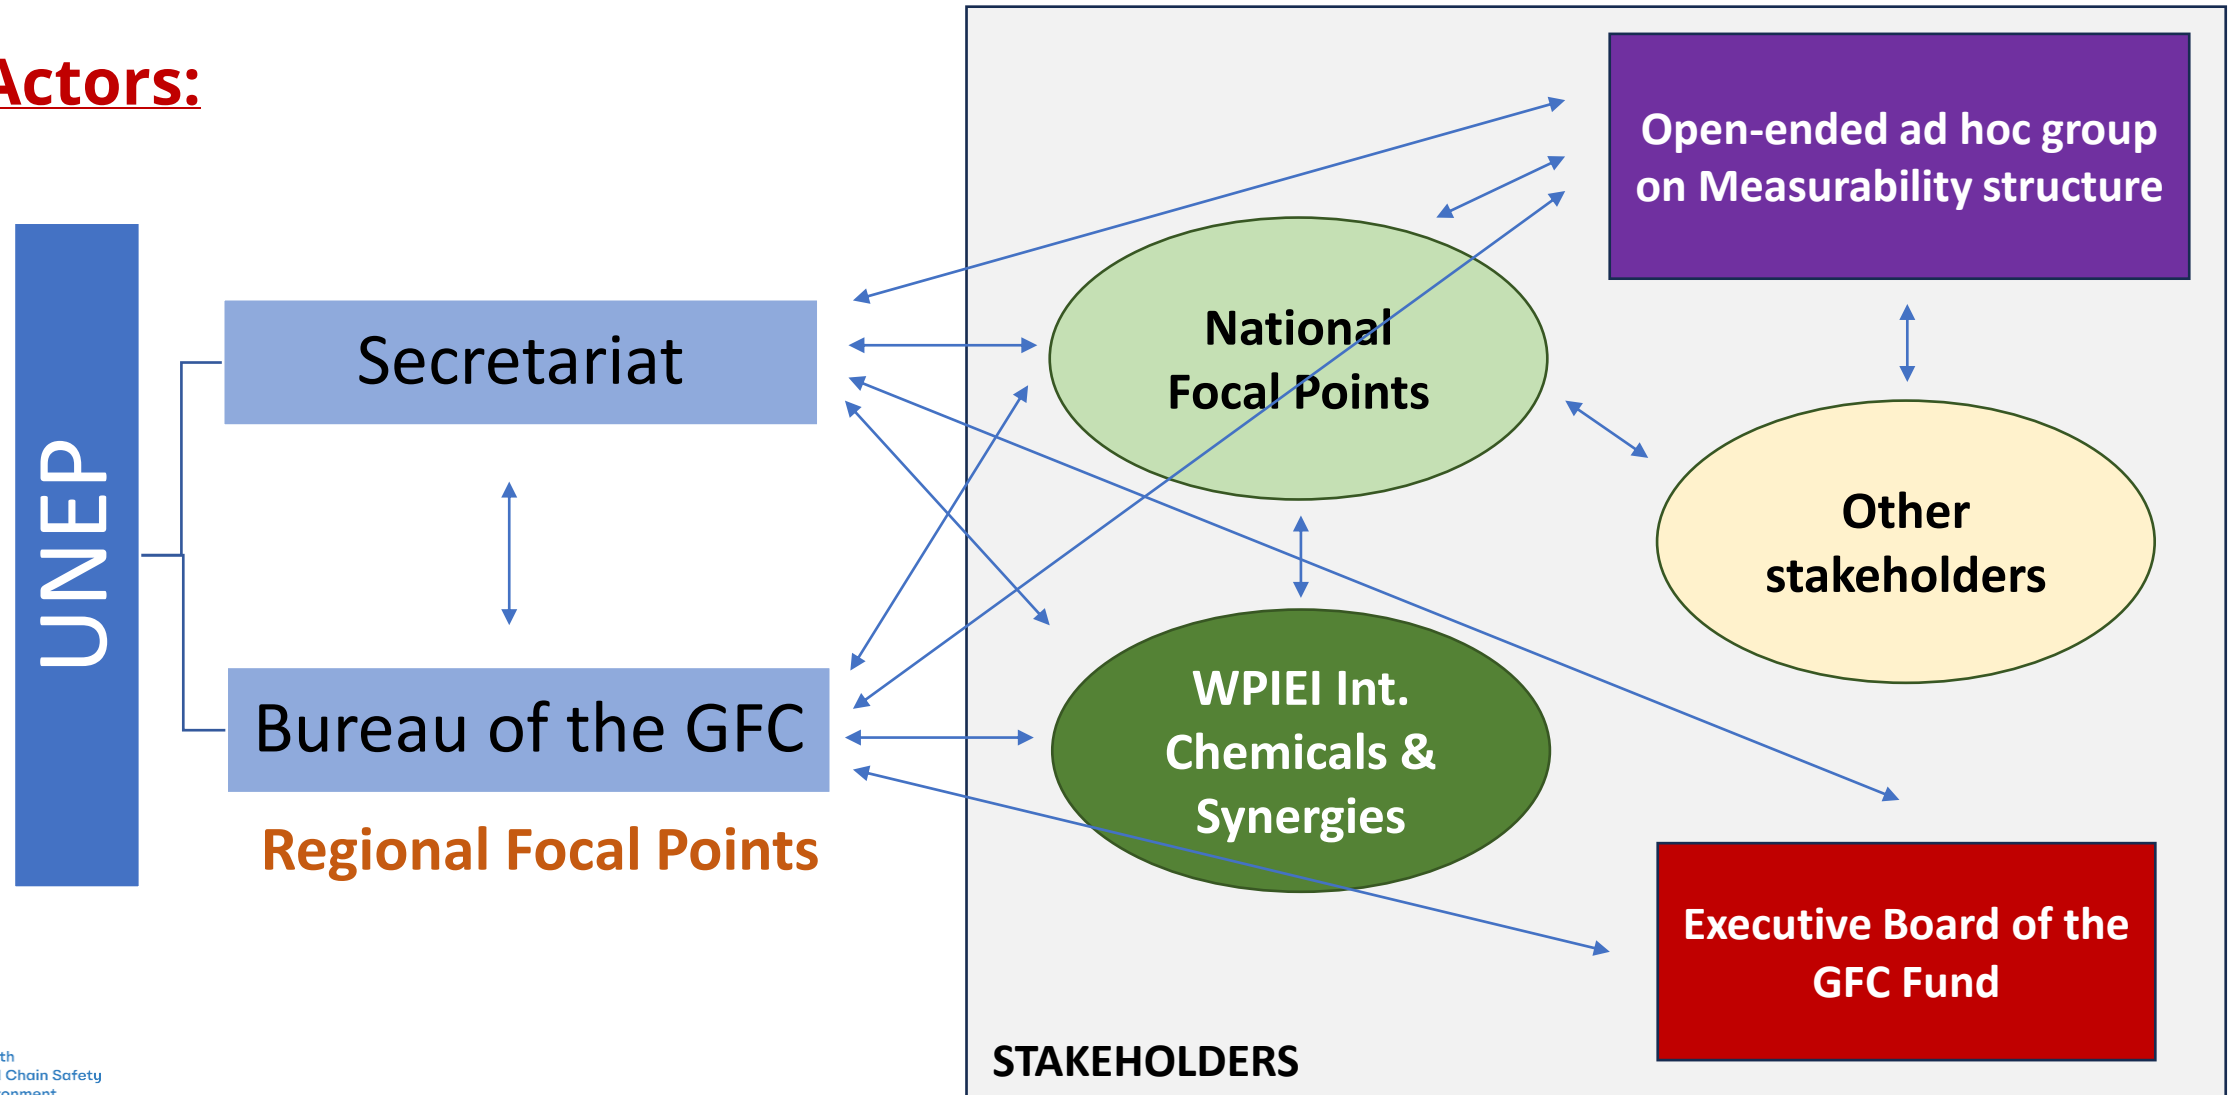 Actors:
UNEP
Secretariat
Bureau of the GFC
Regional Focal Points
Open-ended ad hoc group
on Measurability structure
National
Focal Points
Other
stakeholders
WPIEI Int.
Chemicals &
Synergies
Executive Board of the
GFC Fund
STAKEHOLDERS
Chain Safety